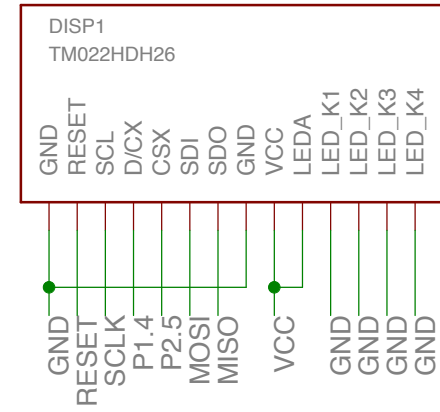 DISP1
TM022HDH26
GND
RESET
SCL
D/CX
CSX
SDI
SDO
GND
VCC
LEDA
LED_K1
LED_K2
LED_K3
LED_K4
GND
RESET
SCLK
P1.4
P2.5
MOSI
MISO
VCC
GND
GND
GND
GND